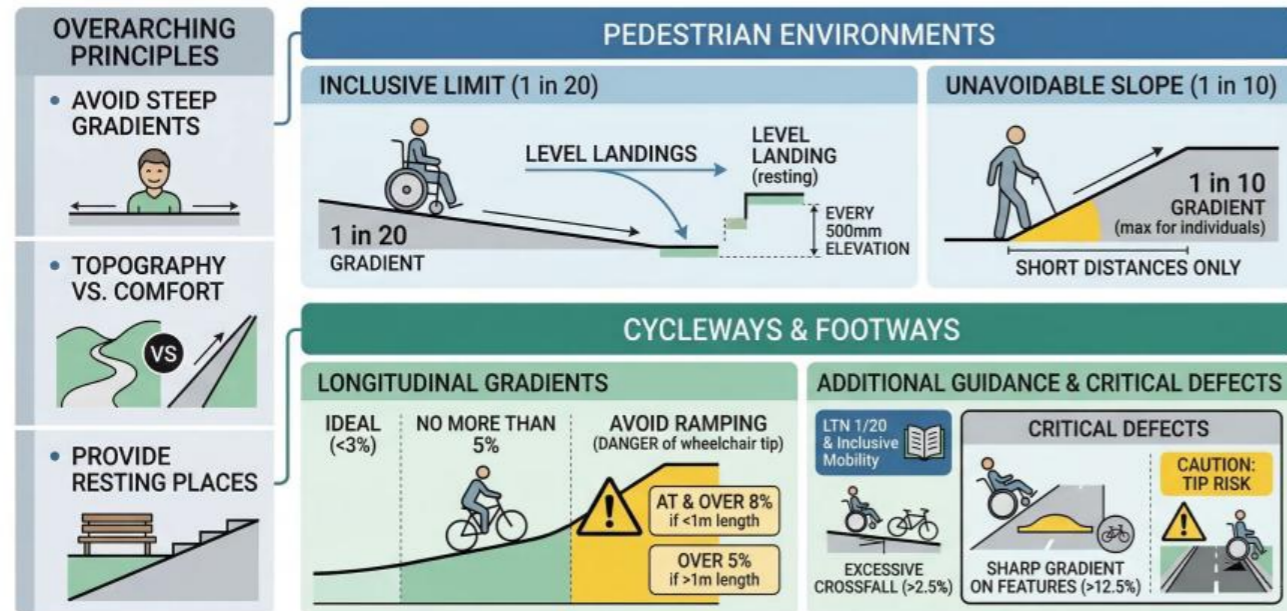 OVERARCHING
PRINCIPLES
• AVOID STEEP
GRADIENTS
• TOPOGRAPHY
VS. COMFORT
VS
• PROVIDE
RESTING PLACES
PEDESTRIAN ENVIRONMENTS
INCLUSIVE LIMIT (1 in 20)
LEVEL LANDINGS
LEVEL
LANDING
(resting)
1 in 20
GRADIENT
EVERY
500mm
ELEVATION
UNAVOIDABLE SLOPE (1 in 10)
1 in 10
GRADIENT
(max for individuals)
SHORT DISTANCES ONLY
CYCLEWAYS & FOOTWAYS
LONGITUDINAL GRADIENTS
IDEAL
(<3%)
NO MORE THAN
5%
AVOID RAMPING
(DANGER of wheelchair tip)
!
AT & OVER 8%
if <1m length
OVER 5%
if >1m length
ADDITIONAL GUIDANCE & CRITICAL DEFECTS
LTN 1/20
& Inclusive
Mobility
EXCESSIVE
CROSSFALL (>2.5%)
CRITICAL DEFECTS
SHARP GRADIENT
ON FEATURES (>12.5%)
CAUTION:
TIP RISK
!